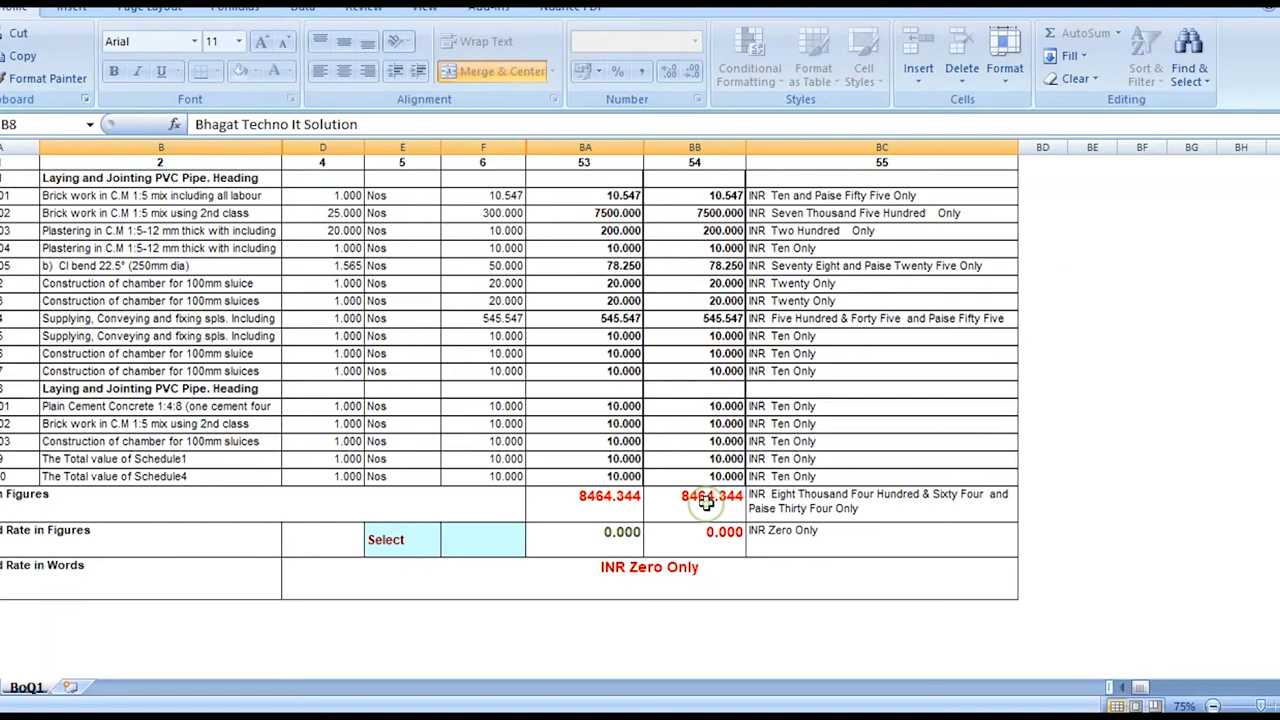 Home Insert Page Layout Formulas Data Review View Add-Ins Nuance PDF
Cut
Copy
Format Painter
Arial 11
B I U
Wrap Text
Merge & Center
% ,
Conditional Formatting
Format as Table
Cell Styles
Insert Delete Format
Σ AutoSum
Fill
Clear
Sort & Filter
Find & Select
board Font Alignment Number Styles Cells Editing
B8 fx Bhagat Techno It Solution
A B D E F BA BB BC BD BE BF BG BH
2 4 5 6 53 54 55
Laying and Jointing PVC Pipe. Heading
01 Brick work in C.M 1:5 mix including all labour 1.000 Nos 10.547 10.547 10.547 INR Ten and Paise Fifty Five Only
02 Brick work in C.M 1:5 mix using 2nd class 25.000 Nos 300.000 7500.000 7500.000 INR Seven Thousand Five Hundred Only
03 Plastering in C.M 1:5-12 mm thick with including 20.000 Nos 10.000 200.000 200.000 INR Two Hundred Only
04 Plastering in C.M 1:5-12 mm thick with including 1.000 Nos 10.000 10.000 10.000 INR Ten Only
05 b) CI bend 22.5° (250mm dia) 1.565 Nos 50.000 78.250 78.250 INR Seventy Eight and Paise Twenty Five Only
2 Construction of chamber for 100mm sluice 1.000 Nos 20.000 20.000 20.000 INR Twenty Only
3 Construction of chamber for 100mm sluices 1.000 Nos 20.000 20.000 20.000 INR Twenty Only
4 Supplying, Conveying and fixing spls. Including 1.000 Nos 545.547 545.547 545.547 INR Five Hundred & Forty Five and Paise Fifty Five
5 Supplying, Conveying and fixing spls. Including 1.000 Nos 10.000 10.000 10.000 INR Ten Only
6 Construction of chamber for 100mm sluice 1.000 Nos 10.000 10.000 10.000 INR Ten Only
7 Construction of chamber for 100mm sluices 1.000 Nos 10.000 10.000 10.000 INR Ten Only
8 Laying and Jointing PVC Pipe. Heading
01 Plain Cement Concrete 1:4:8 (one cement four 1.000 Nos 10.000 10.000 10.000 INR Ten Only
02 Brick work in C.M 1:5 mix using 2nd class 1.000 Nos 10.000 10.000 10.000 INR Ten Only
03 Construction of chamber for 100mm sluices 1.000 Nos 10.000 10.000 10.000 INR Ten Only
9 The Total value of Schedule1 1.000 Nos 10.000 10.000 10.000 INR Ten Only
0 The Total value of Schedule4 1.000 Nos 10.000 10.000 10.000 INR Ten Only
n Figures 8464.344 8464.344 INR Eight Thousand Four Hundred & Sixty Four and
Paise Thirty Four Only
d Rate in Figures Select 0.000 0.000 INR Zero Only
d Rate in Words INR Zero Only
BoQ1
75%